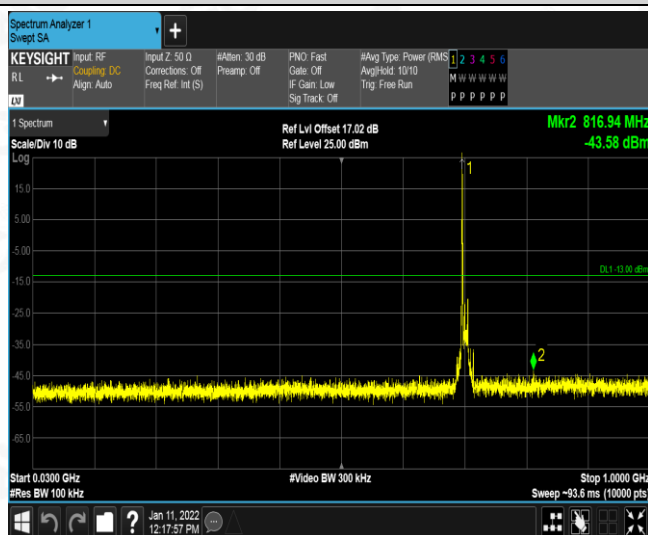 Spectrum Analyzer 1
Swept SA
+
KEYSIGHT
RL
Input: RF
Coupling: DC
Align: Auto
Input Z: 50 Ω
Corrections: Off
Freq Ref: Int (S)
#Atten: 30 dB
Preamp: Off
PNO: Fast
Gate: Off
IF Gain: Low
Sig Track: Off
#Avg Type: Power (RMS
Avg|Hold: 10/10
Trig: Free Run
1 2 3 4 5 6
M W W W W W
P P P P P P
LXI
1 Spectrum
Scale/Div 10 dB
Log
Ref Lvl Offset 17.02 dB
Ref Level 25.00 dBm
Mkr2 816.94 MHz
-43.58 dBm
15.0
5.00
-5.00
-15.0
-25.0
-35.0
-45.0
-55.0
-65.0
1
DL1 -13.00 dBm
2
Start 0.0300 GHz
#Res BW 100 kHz
#Video BW 300 kHz
Stop 1.0000 GHz
Sweep ~93.6 ms (10000 pts)
?
Jan 11, 2022
12:17:57 PM